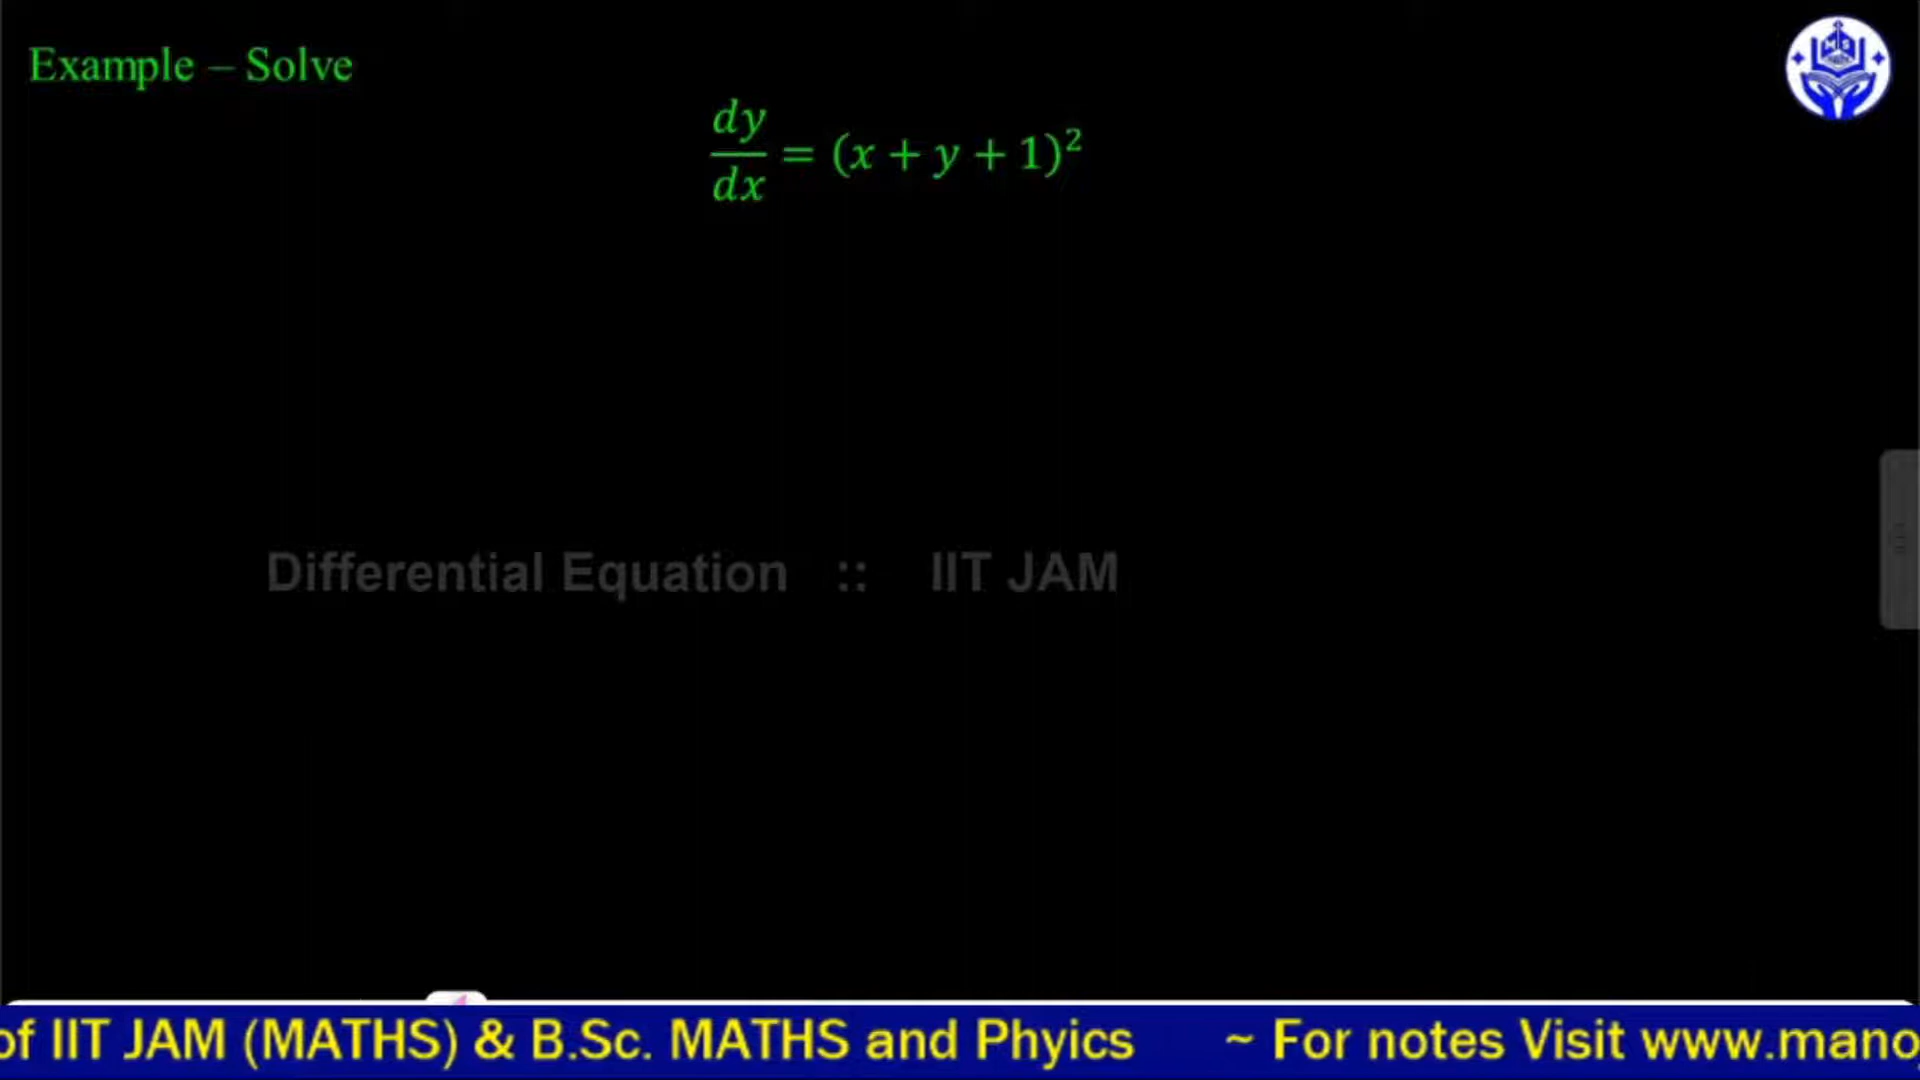 Example – Solve
dy/dx = (x + y + 1)²
Differential Equation :: IIT JAM
of IIT JAM (MATHS) & B.Sc. MATHS and Phyics ~ For notes Visit www.mano